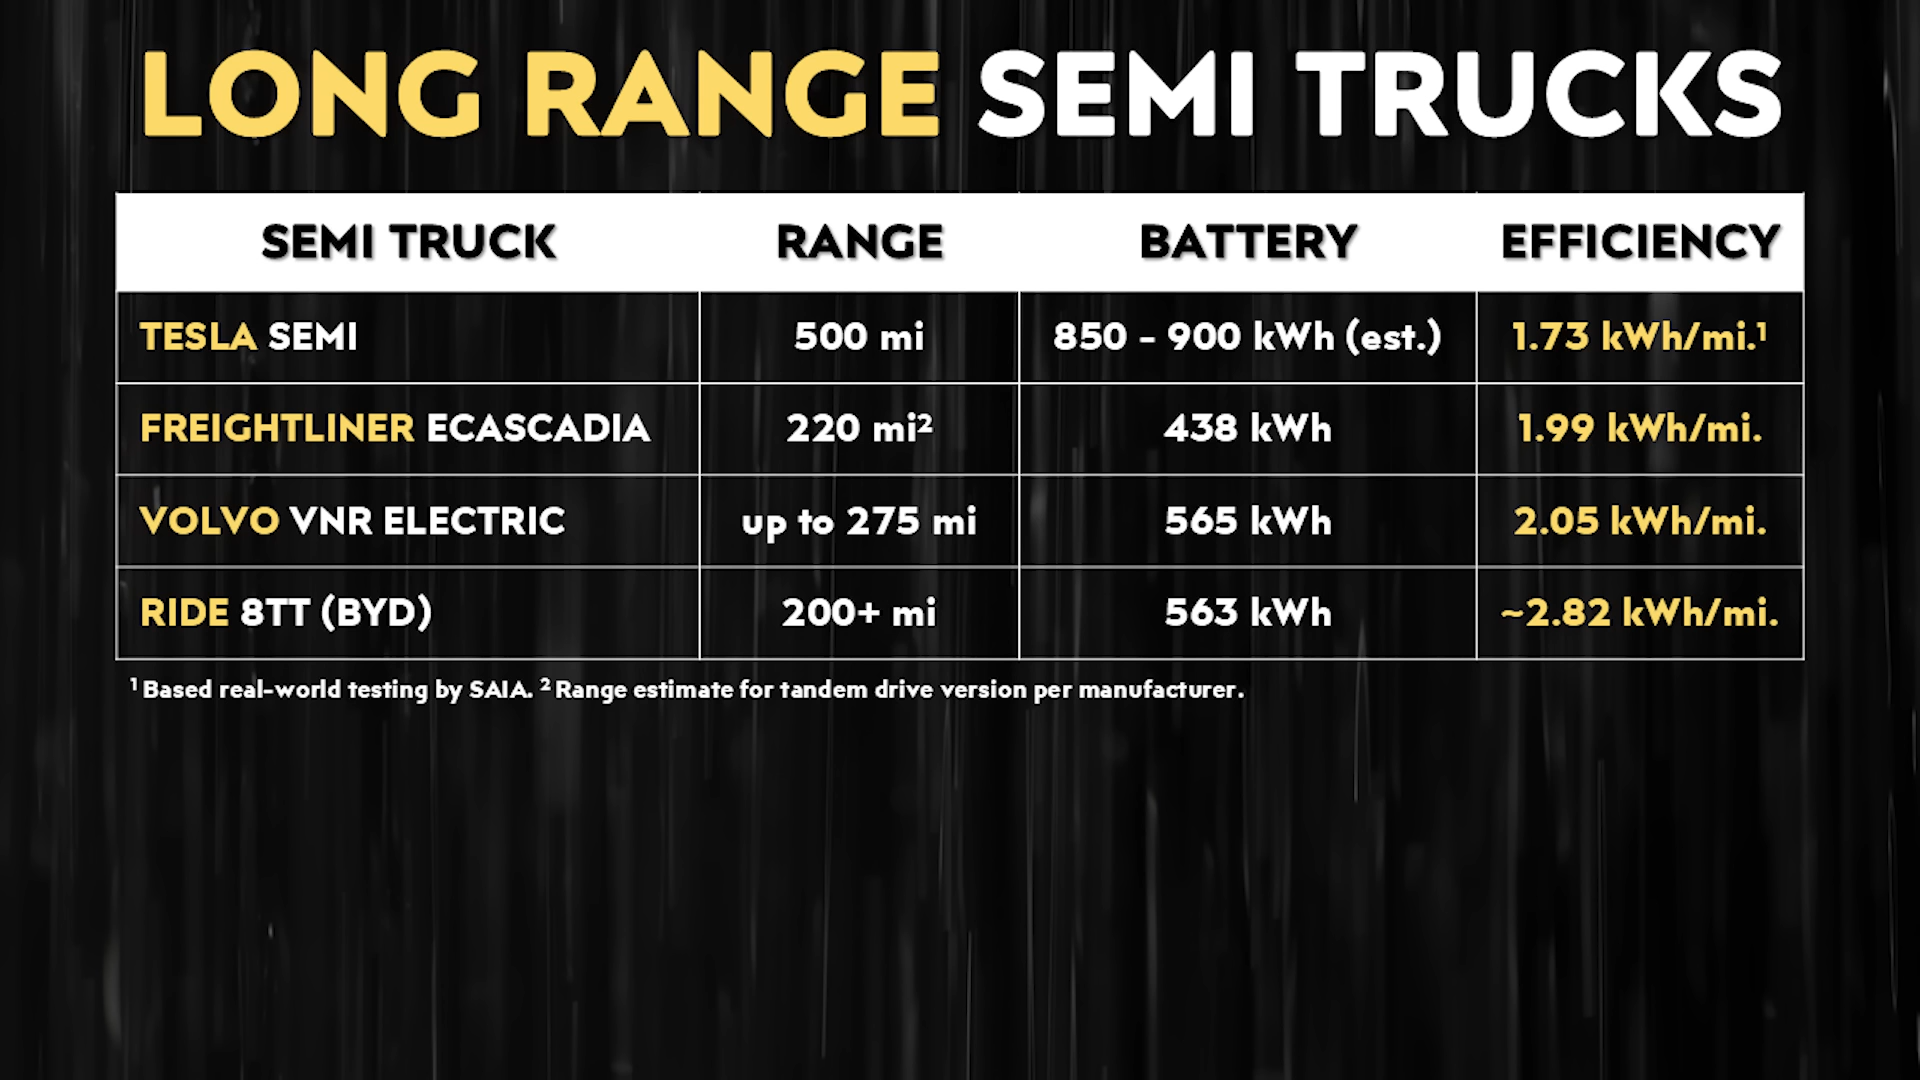 LONG RANGE SEMI TRUCKS
SEMI TRUCK RANGE BATTERY EFFICIENCY
TESLA SEMI 500 mi 850 - 900 kWh (est.) 1.73 kWh/mi.¹
FREIGHTLINER ECASCADIA 220 mi² 438 kWh 1.99 kWh/mi.
VOLVO VNR ELECTRIC up to 275 mi 565 kWh 2.05 kWh/mi.
RIDE 8TT (BYD) 200+ mi 563 kWh ~2.82 kWh/mi.
¹ Based real-world testing by SAIA. ² Range estimate for tandem drive version per manufacturer.